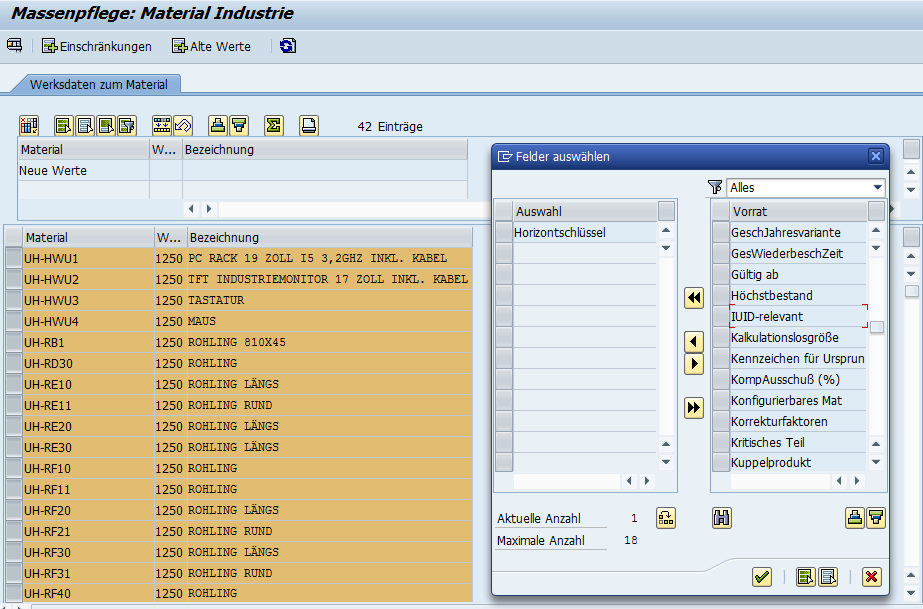 Massenpflege: Material Industrie
Einschränkungen Alte Werte
Werksdaten zum Material
42 Einträge
Material W... Bezeichnung
Neue Werte
Material W... Bezeichnung
UH-HWU1 1250 PC RACK 19 ZOLL I5 3,2GHZ INKL. KABEL
UH-HWU2 1250 TFT INDUSTRIEMONITOR 17 ZOLL INKL. KABEL
UH-HWU3 1250 TASTATUR
UH-HWU4 1250 MAUS
UH-RB1 1250 ROHLING 810X45
UH-RD30 1250 ROHLING
UH-RE10 1250 ROHLING LÄNGS
UH-RE11 1250 ROHLING RUND
UH-RE20 1250 ROHLING LÄNGS
UH-RE30 1250 ROHLING LÄNGS
UH-RF10 1250 ROHLING
UH-RF11 1250 ROHLING
UH-RF20 1250 ROHLING LÄNGS
UH-RF21 1250 ROHLING RUND
UH-RF30 1250 ROHLING LÄNGS
UH-RF31 1250 ROHLING RUND
UH-RF40 1250 ROHLING
Felder auswählen
Alles
Auswahl
Horizontschlüssel
Vorrat
GeschJahresvariante
GesWiederbeschZeit
Gültig ab
Höchstbestand
IUID-relevant
Kalkulationslosgröße
Kennzeichen für Ursprun
KompAusschuß (%)
Konfigurierbares Mat
Korrekturfaktoren
Kritisches Teil
Kuppelprodukt
Aktuelle Anzahl 1
Maximale Anzahl 18